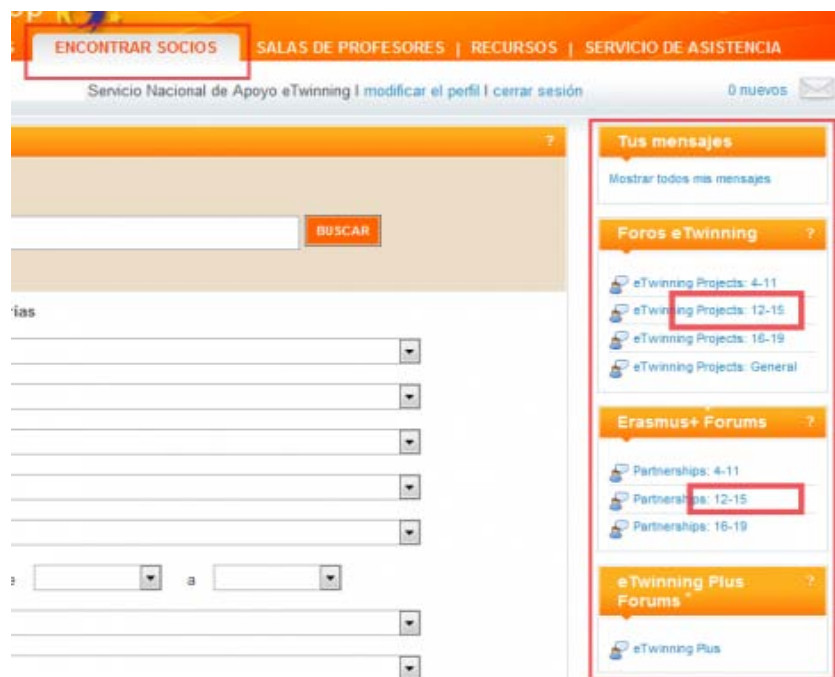 op
ENCONTRAR SOCIOS SALAS DE PROFESORES | RECURSOS | SERVICIO DE ASISTENCIA
Servicio Nacional de Apoyo eTwinning | modificar el perfil | cerrar sesión
0 nuevos
?
BUSCAR
rías
e a
Tus mensajes
Mostrar todos mis mensajes
Foros eTwinning ?
eTwinning Projects: 4-11
eTwinning Projects: 12-15
eTwinning Projects: 16-19
eTwinning Projects: General
Erasmus+ Forums ?
Partnerships: 4-11
Partnerships: 12-15
Partnerships: 16-19
eTwinning Plus ?
Forums
eTwinning Plus